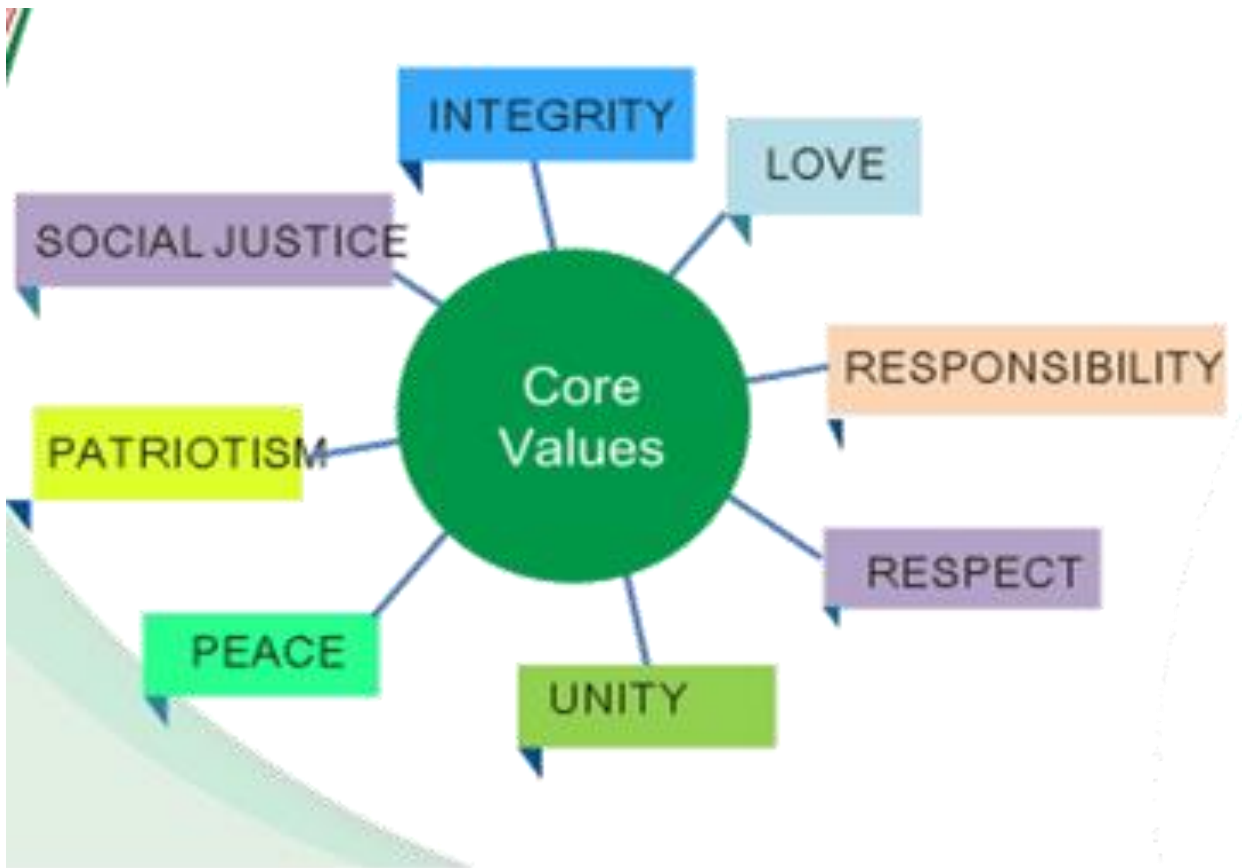 INTEGRITY
LOVE
SOCIAL JUSTICE
RESPONSIBILITY
Core
Values
PATRIOTISM
RESPECT
PEACE
UNITY